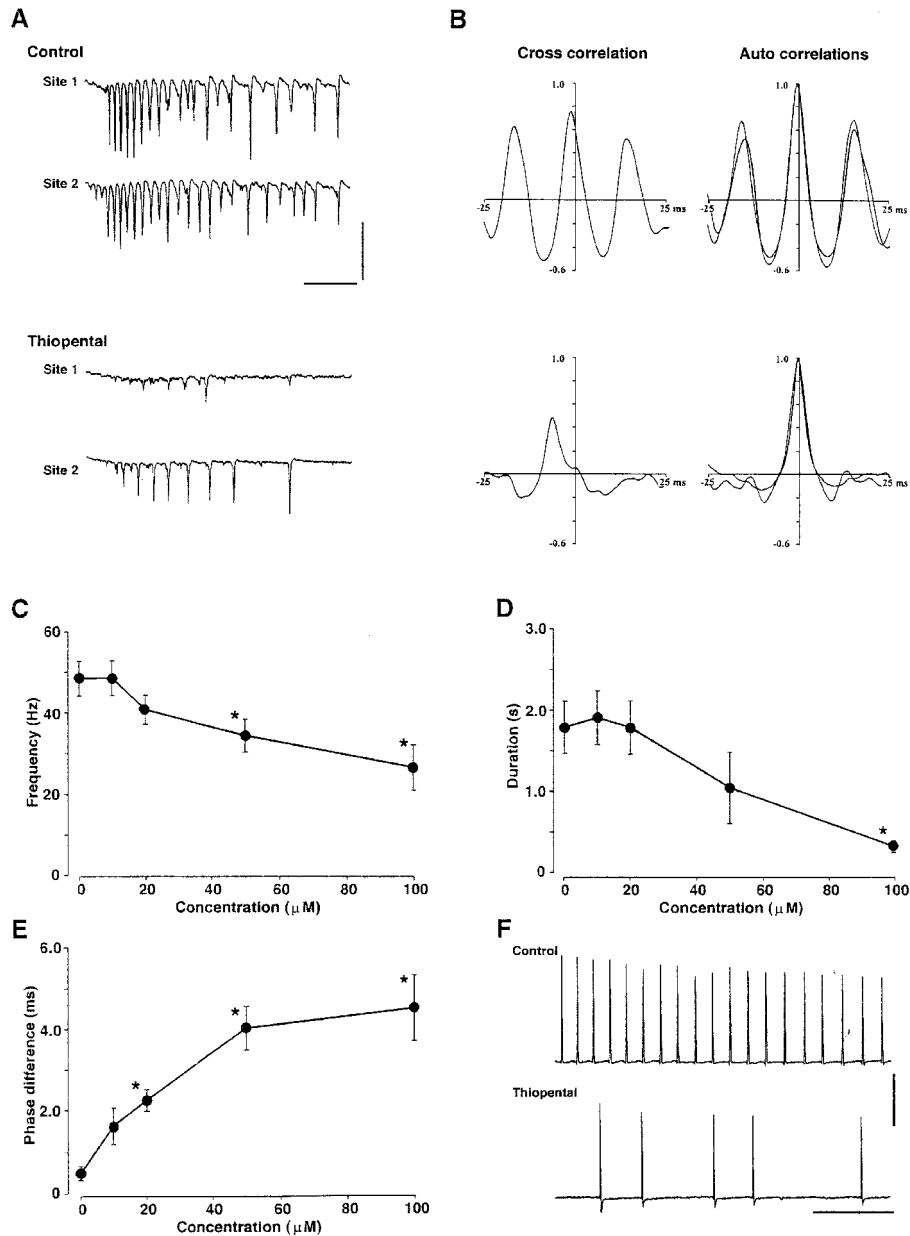 A
Control
Site 1
Site 2
Thiopental
Site 1
Site 2
B
Cross correlation
Auto correlations
1.0
-25
25 ms
-0.6
1.0
-25
25 ms
-0.6
1.0
-25
25 ms
-0.6
1.0
-25
25 ms
-0.6
C
Frequency (Hz)
60
40
20
0
*
*
0 20 40 60 80 100
Concentration (μM)
D
Duration (s)
3.0
2.0
1.0
0
*
0 20 40 60 80 100
Concentration (μM)
E
Phase difference (ms)
6.0
4.0
2.0
0.0
*
*
*
0 20 40 60 80 100
Concentration (μM)
F
Control
Thiopental